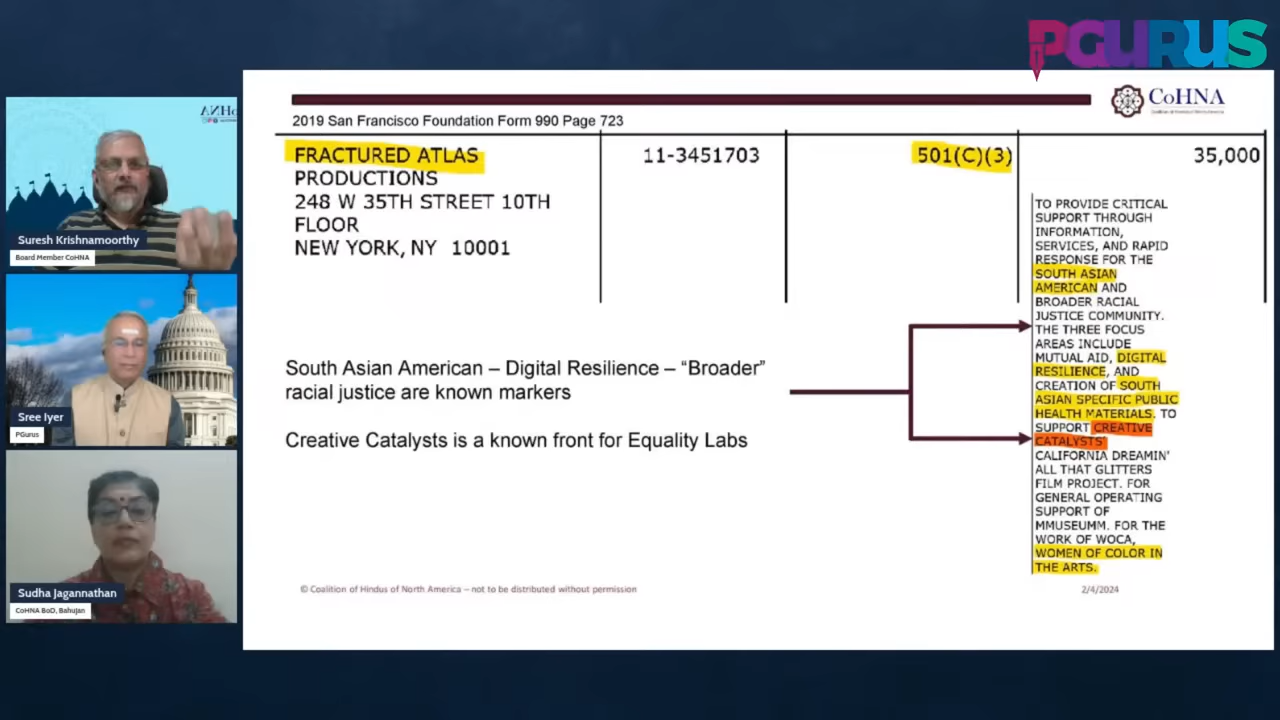 PGURUS
CoHNA
Suresh Krishnamoorthy
Board Member CoHNA
Sree Iyer
PGurus
Sudha Jagannathan
CoHNA BoD, Bahujan
CoHNA
2019 San Francisco Foundation Form 990 Page 723
FRACTURED ATLAS
PRODUCTIONS
248 W 35TH STREET 10TH
FLOOR
NEW YORK, NY 10001
11-3451703
501(C)(3)
35,000
TO PROVIDE CRITICAL
SUPPORT THROUGH
INFORMATION,
SERVICES, AND RAPID
RESPONSE FOR THE
SOUTH ASIAN
AMERICAN AND
BROADER RACIAL
JUSTICE COMMUNITY.
THE THREE FOCUS
AREAS INCLUDE
MUTUAL AID, DIGITAL
RESILIENCE, AND
CREATION OF SOUTH
ASIAN SPECIFIC PUBLIC
HEALTH MATERIALS. TO
SUPPORT CREATIVE
CATALYSTS'
CALIFORNIA DREAMIN'
ALL THAT GLITTERS
FILM PROJECT. FOR
GENERAL OPERATING
SUPPORT OF
MMUSEUMM. FOR THE
WORK OF WOCA,
WOMEN OF COLOR IN
THE ARTS.
South Asian American – Digital Resilience – “Broader”
racial justice are known markers
Creative Catalysts is a known front for Equality Labs
© Coalition of Hindus of North America – not to be distributed without permission
2/4/2024